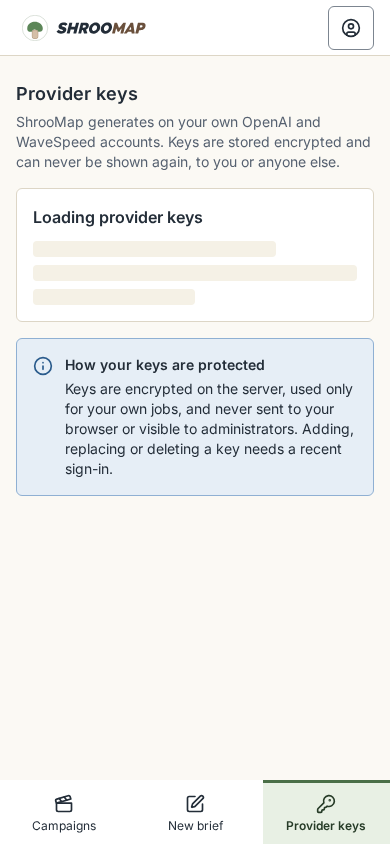 SHROOMAP
Provider keys
ShrooMap generates on your own OpenAI and
WaveSpeed accounts. Keys are stored encrypted and
can never be shown again, to you or anyone else.
Loading provider keys
How your keys are protected
Keys are encrypted on the server, used only
for your own jobs, and never sent to your
browser or visible to administrators. Adding,
replacing or deleting a key needs a recent
sign-in.
Campaigns
New brief
Provider keys